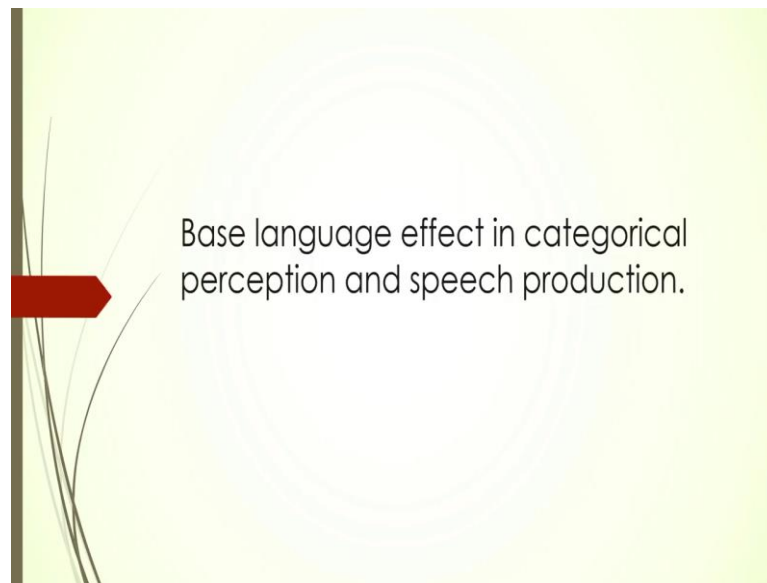 Base language effect in categorical
perception and speech production.